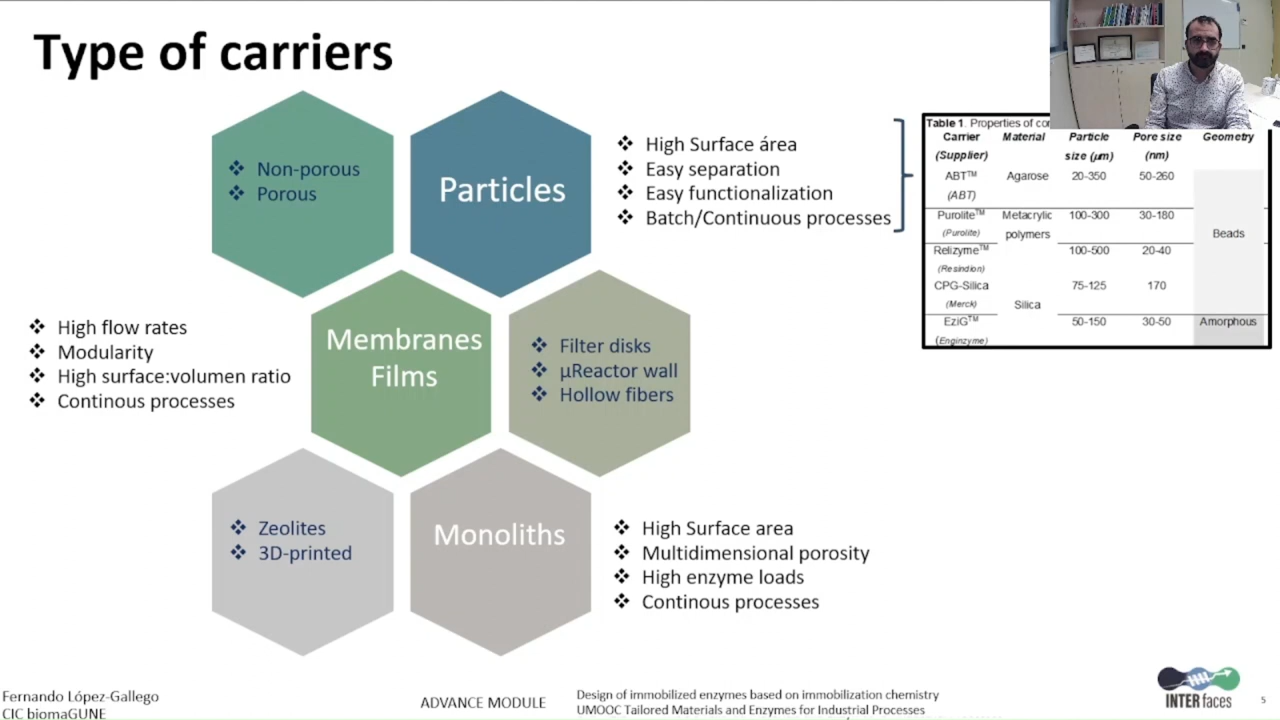 Type of carriers
❖ Non-porous
❖ Porous
Particles
❖ High Surface área
❖ Easy separation
❖ Easy functionalization
❖ Batch/Continuous processes
Table 1. Properties of
Carrier Material Particle Pore size Geometry
(Supplier) size (µm) (nm)
ABT™ Agarose 20-350 50-260
(ABT)
Purolite™ Metacrylic 100-300 30-180
(Purolite) polymers Beads
Relizyme™ 100-500 20-40
(Resindion)
CPG-Silica 75-125 170
(Merck) Silica
EziG™ 50-150 30-50 Amorphous
(Enginzyme)
❖ High flow rates
❖ Modularity
❖ High surface:volumen ratio
❖ Continous processes
Membranes
Films
❖ Filter disks
❖ µReactor wall
❖ Hollow fibers
❖ Zeolites
❖ 3D-printed
Monoliths
❖ High Surface area
❖ Multidimensional porosity
❖ High enzyme loads
❖ Continous processes
Fernando López-Gallego
CIC biomaGUNE
ADVANCE MODULE
Design of immobilized enzymes based on immobilization chemistry
UMOOC Tailored Materials and Enzymes for Industrial Processes
INTERfaces
5